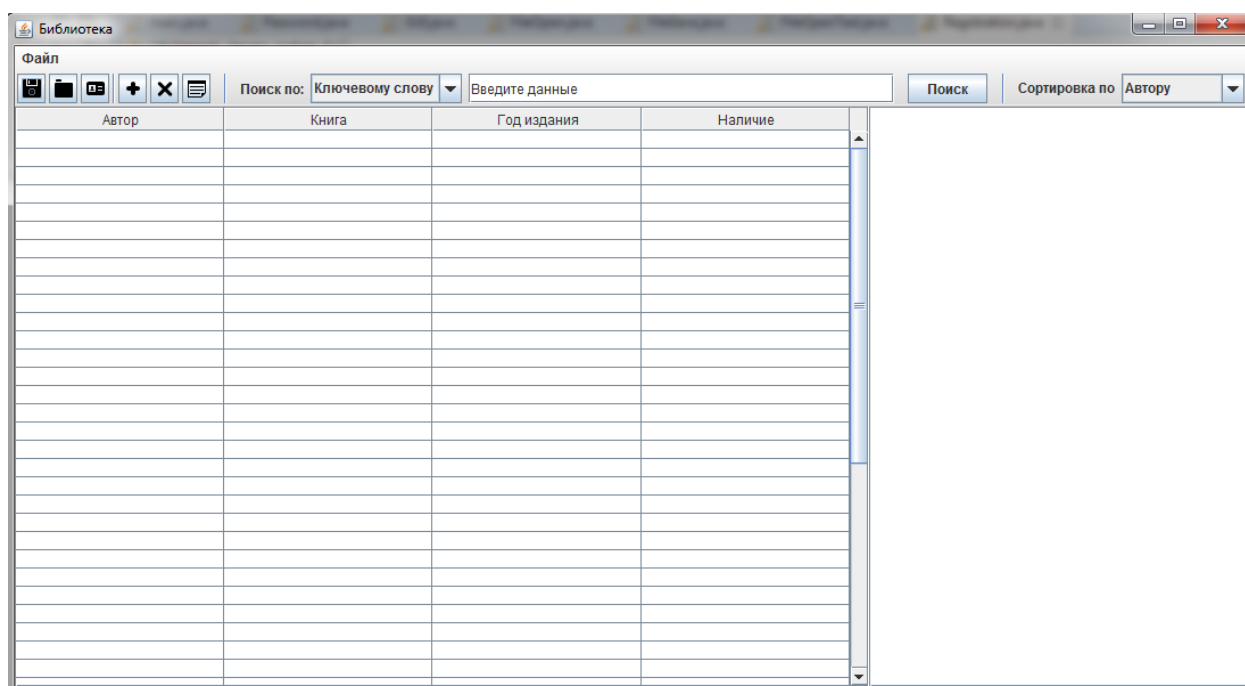 Библиотека
Файл
Поиск по: Ключевому слову Введите данные Поиск Сортировка по Автору
Автор Книга Год издания Наличие